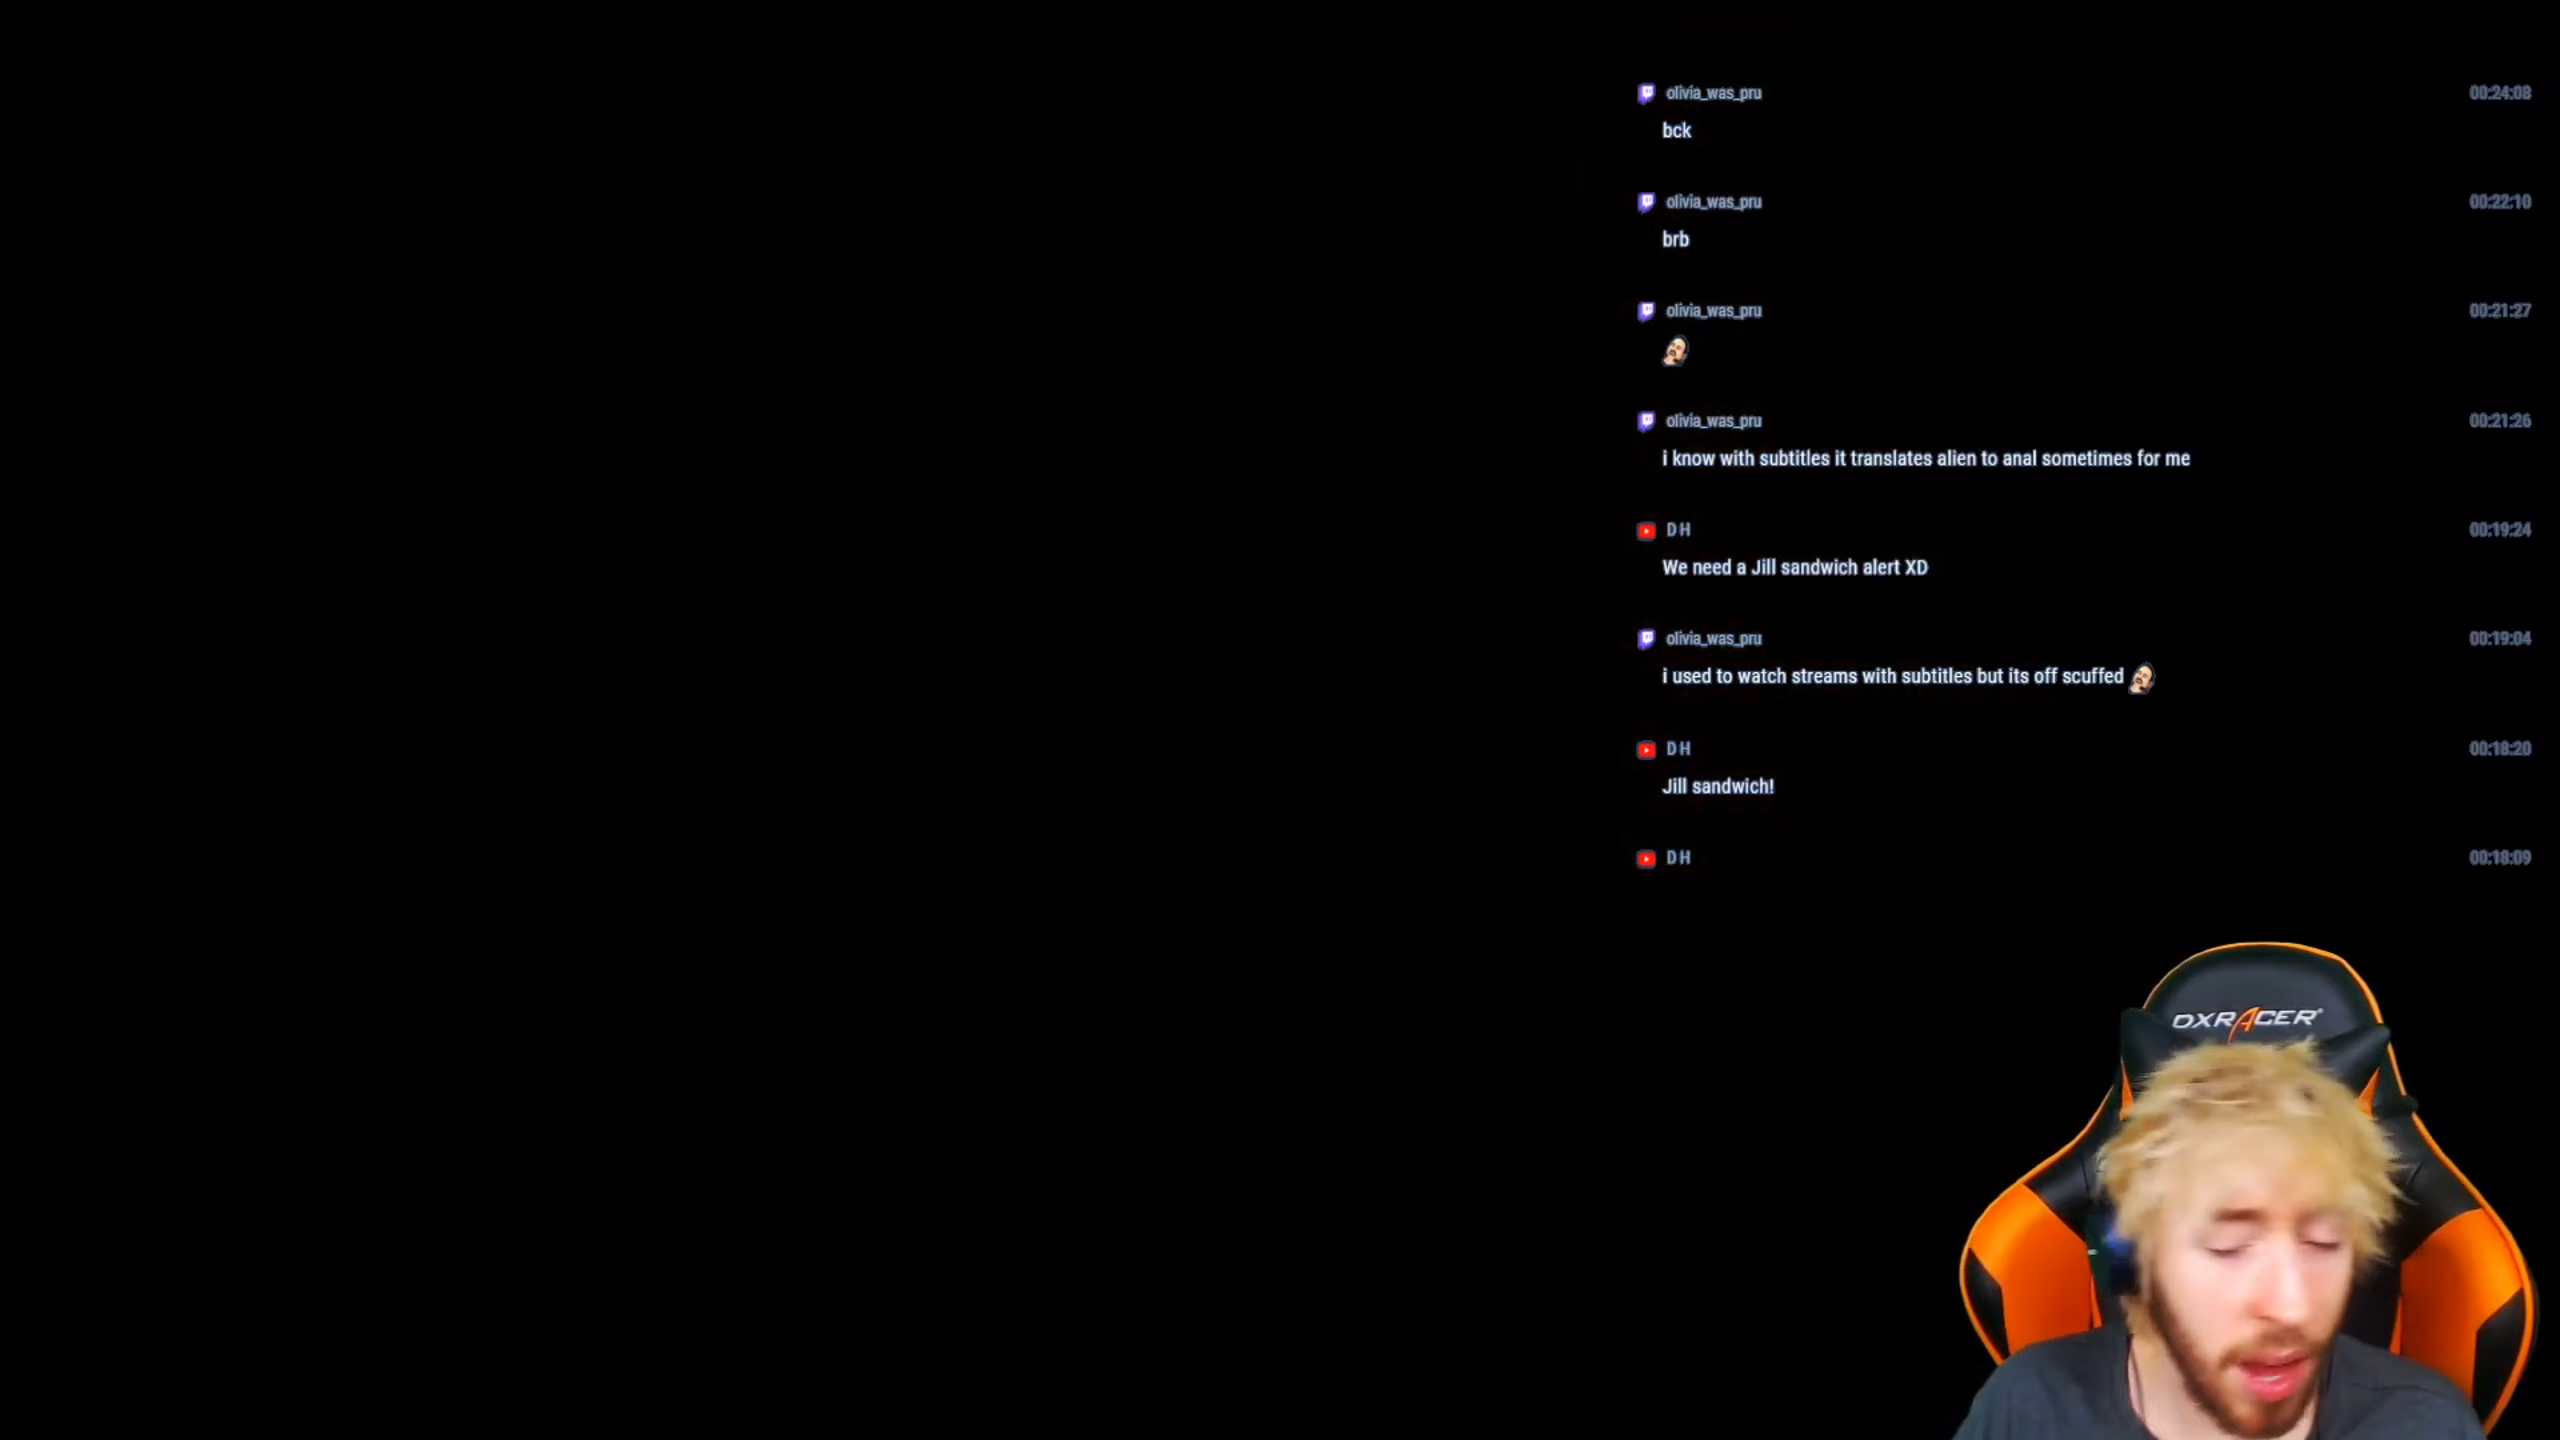 olivia_was_pru 00:24:08
bck
olivia_was_pru 00:22:10
brb
olivia_was_pru 00:21:27
olivia_was_pru 00:21:26
i know with subtitles it translates alien to anal sometimes for me
D H 00:19:24
We need a Jill sandwich alert XD
olivia_was_pru 00:19:04
i used to watch streams with subtitles but its off scuffed
D H 00:18:20
Jill sandwich!
D H 00:18:09
DXRACER